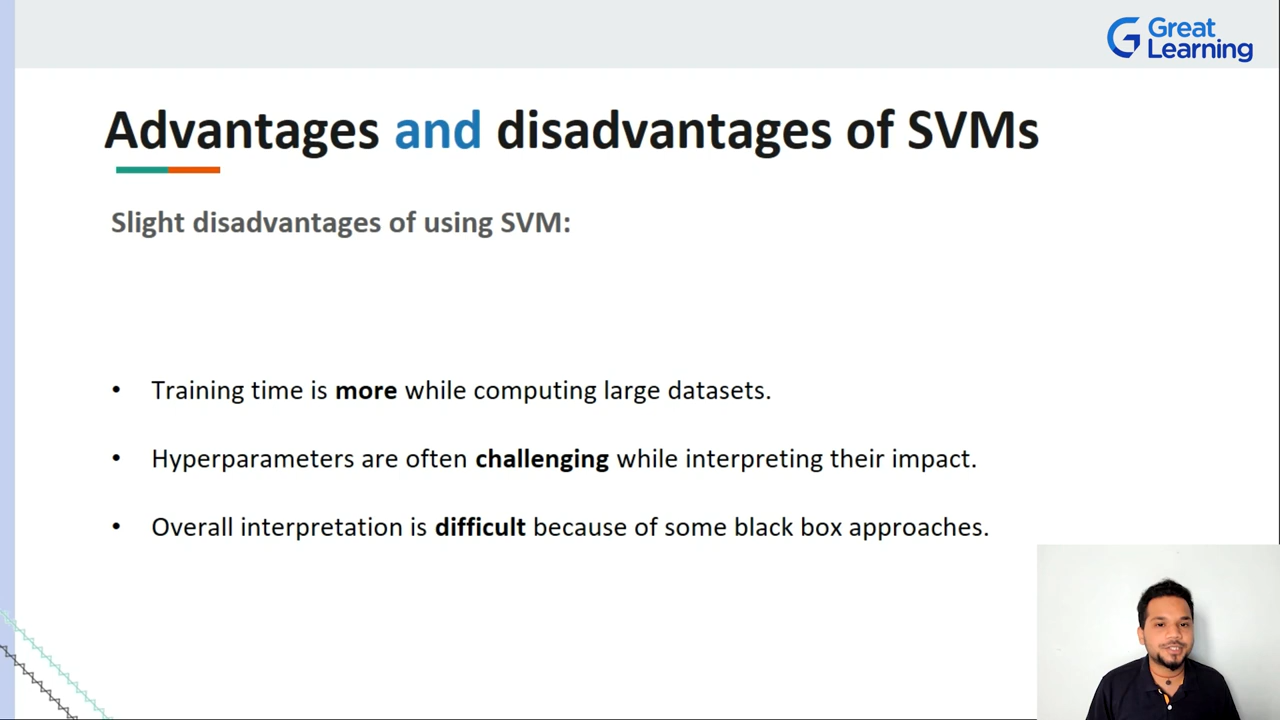 Great
Learning
Advantages and disadvantages of SVMs
Slight disadvantages of using SVM:
• Training time is more while computing large datasets.
• Hyperparameters are often challenging while interpreting their impact.
• Overall interpretation is difficult because of some black box approaches.